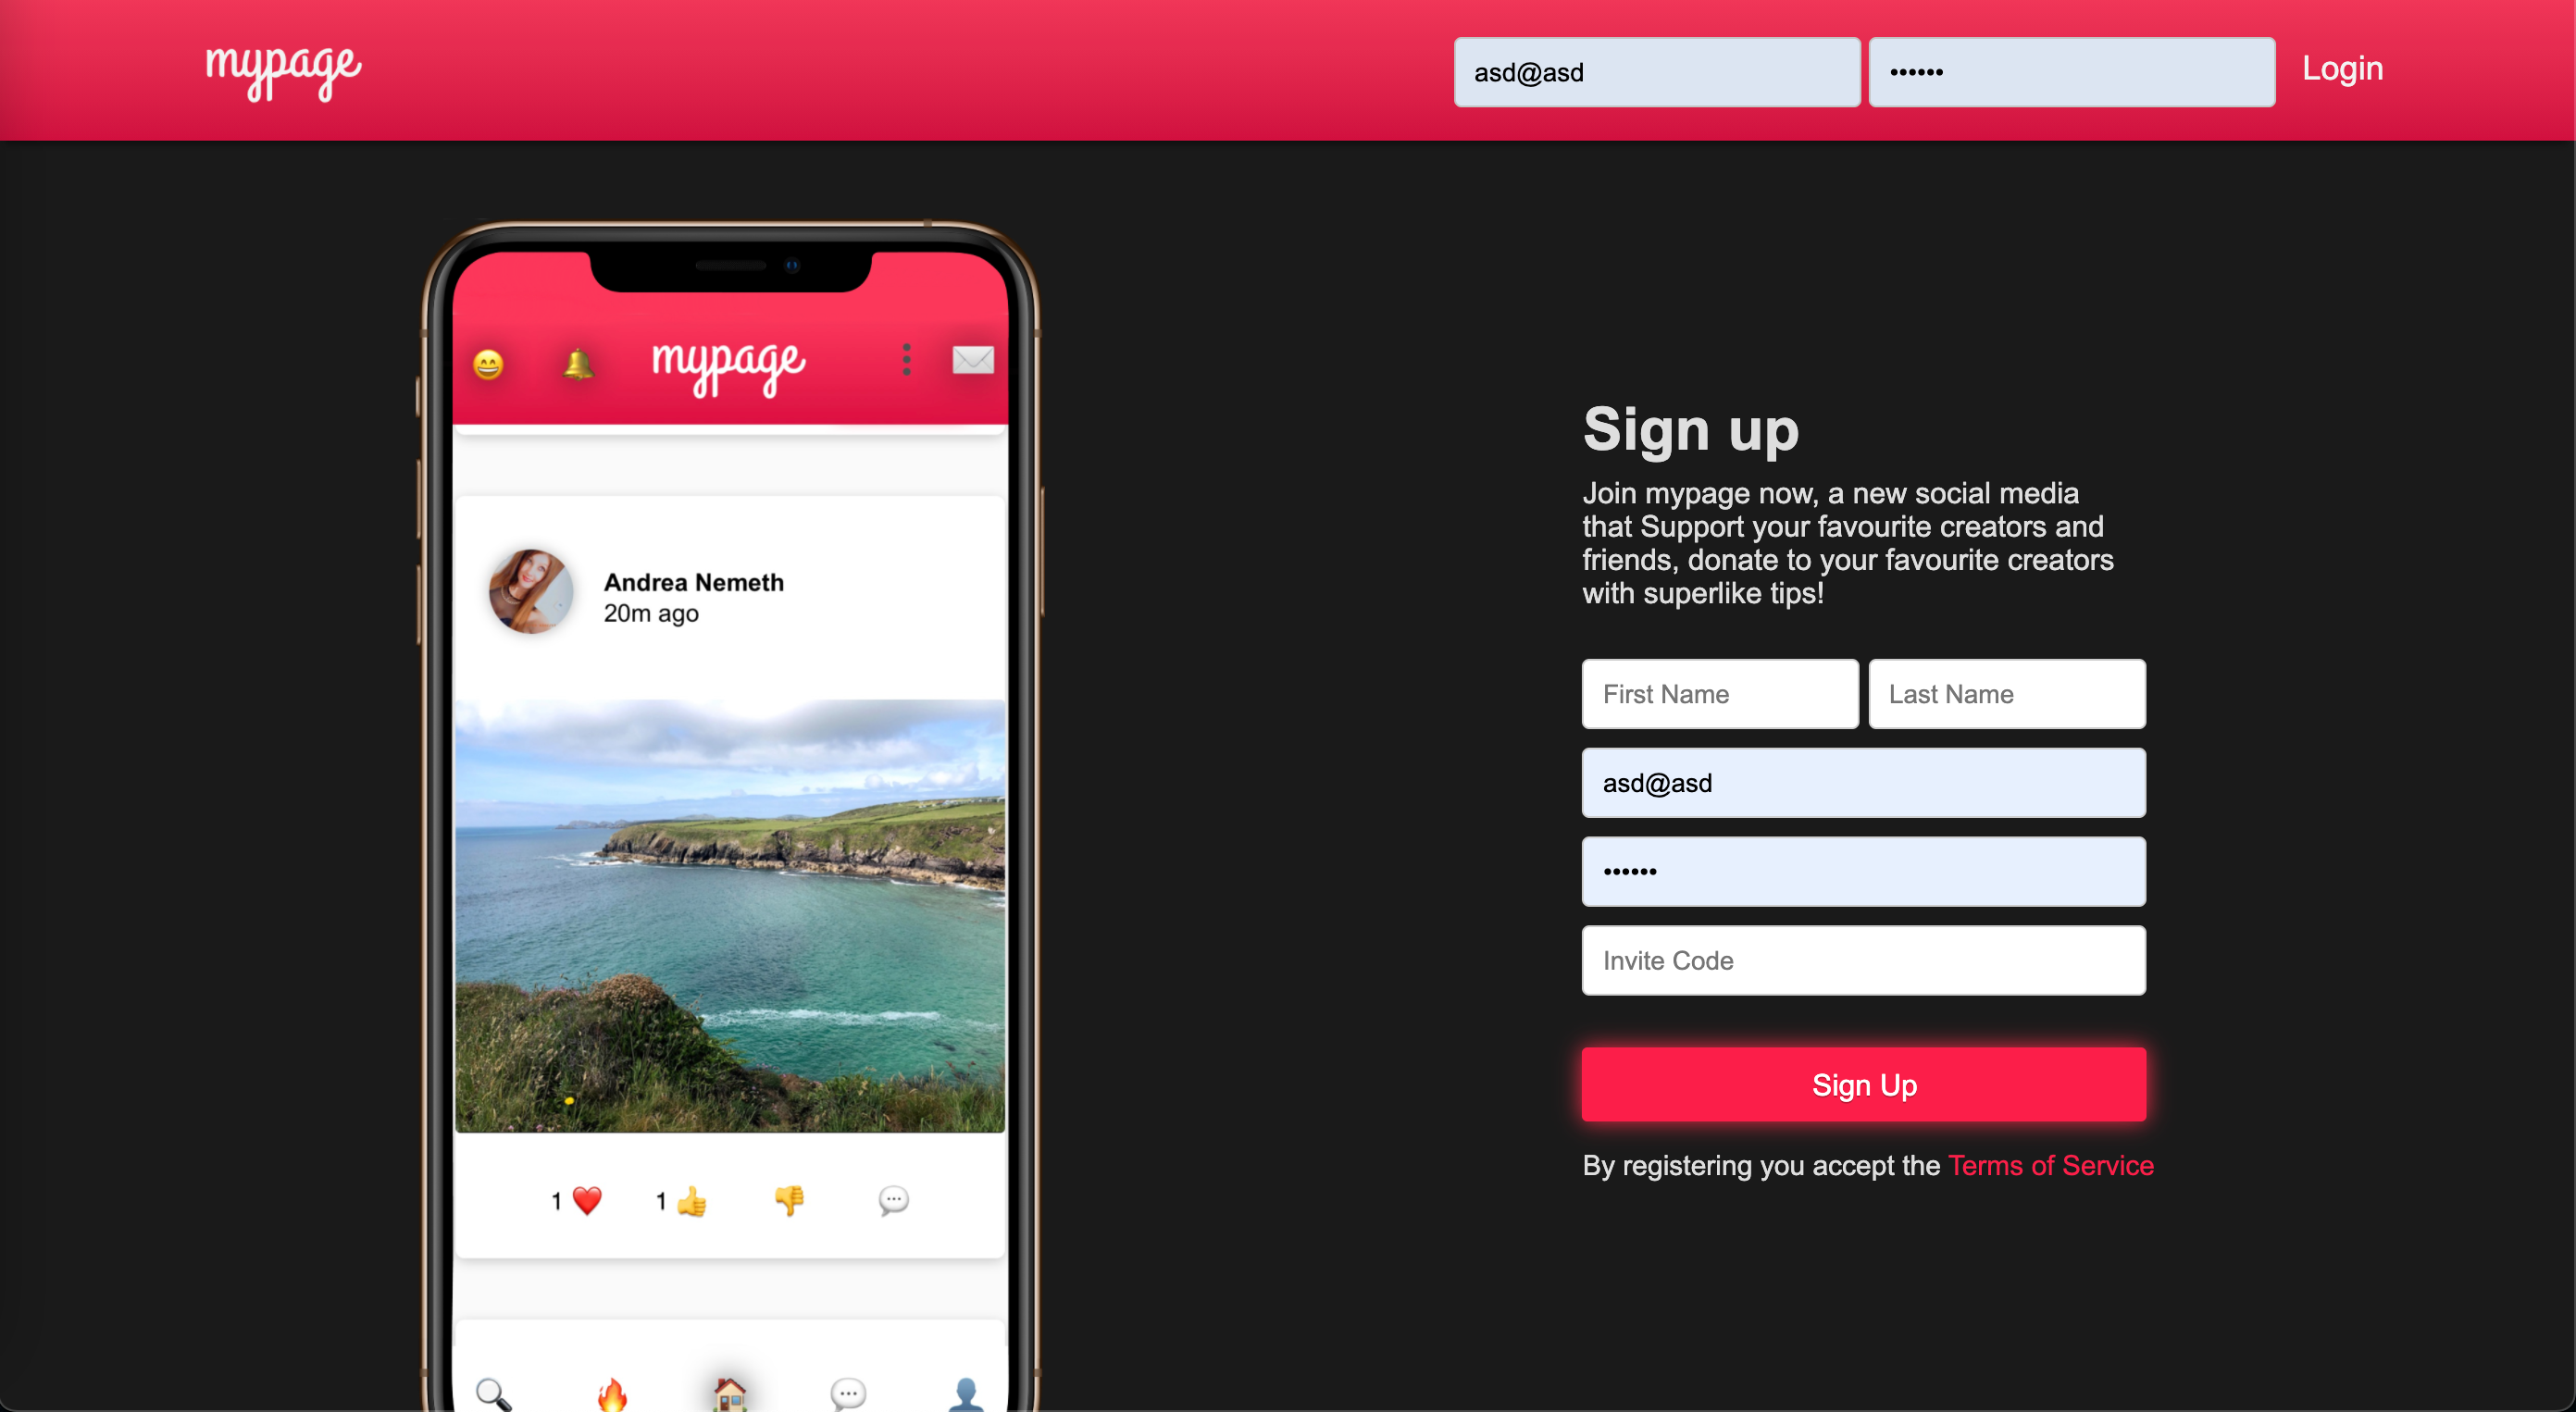 mypage
asd@asd
••••••
Login
mypage
Andrea Nemeth
20m ago
1
1
Sign up
Join mypage now, a new social media
that Support your favourite creators and
friends, donate to your favourite creators
with superlike tips!
First Name
Last Name
asd@asd
••••••
Invite Code
Sign Up
By registering you accept the Terms of Service